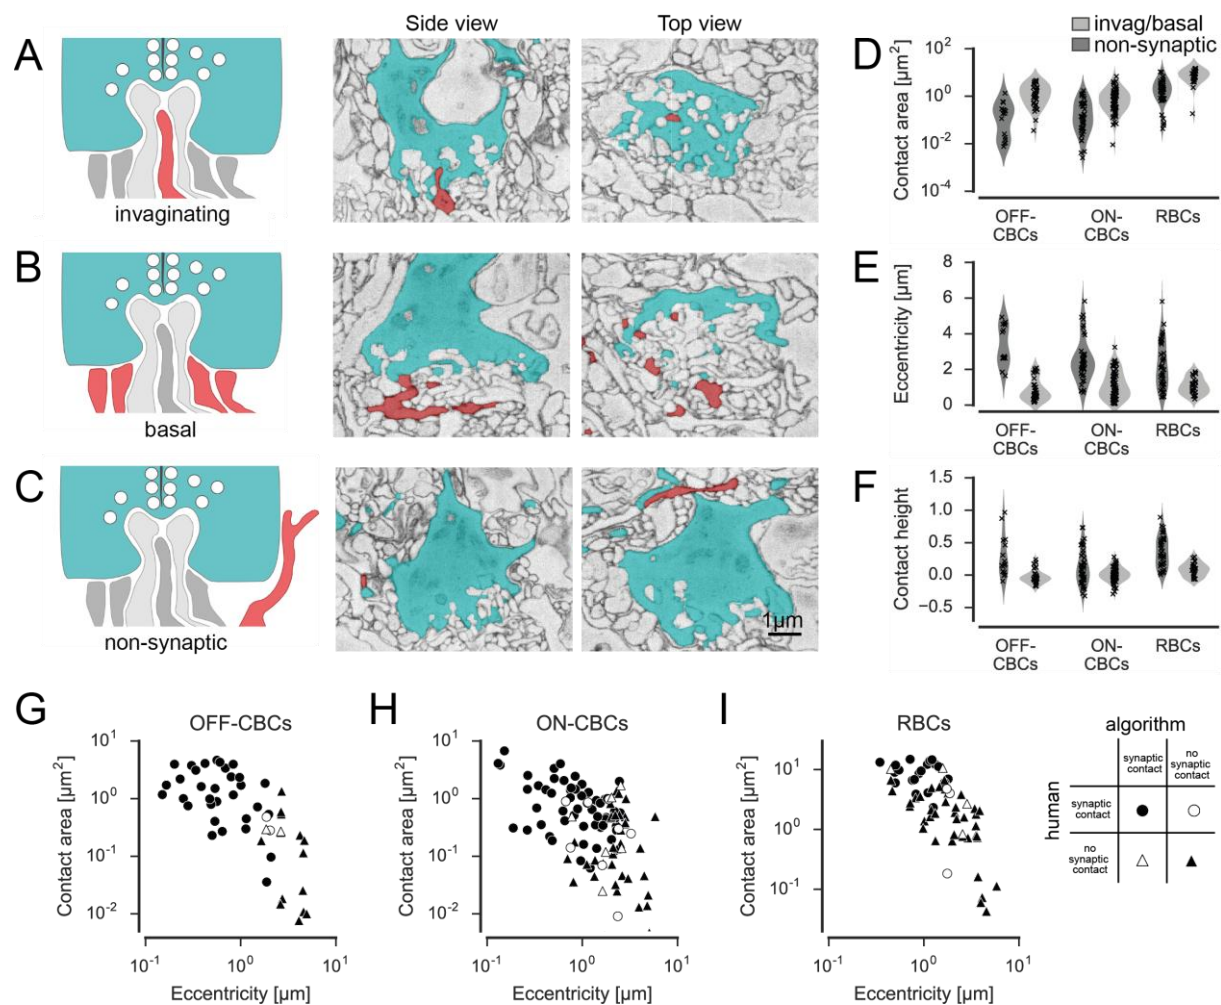 Side view
Top view
A
invaginating
B
basal
C
non-synaptic
1µm
invag/basal
non-synaptic
D
Contact area [µm²]
10²
10⁰
10⁻²
10⁻⁴
OFF-CBCs
ON-CBCs
RBCs
E
Eccentricity [µm]
8
6
4
2
0
OFF-CBCs
ON-CBCs
RBCs
F
Contact height
1.5
1.0
0.5
0.0
−0.5
OFF-CBCs
ON-CBCs
RBCs
G
OFF-CBCs
Contact area [µm²]
10¹
10⁰
10⁻¹
10⁻²
10⁻¹
10⁰
10¹
Eccentricity [µm]
H
ON-CBCs
Contact area [µm²]
10¹
10⁰
10⁻¹
10⁻²
10⁻¹
10⁰
10¹
Eccentricity [µm]
I
RBCs
Contact area [µm²]
10¹
10⁰
10⁻¹
10⁻¹
10⁰
10¹
Eccentricity [µm]
algorithm
synaptic
contact
no
synaptic
contact
human
synaptic
contact
no
synaptic
contact